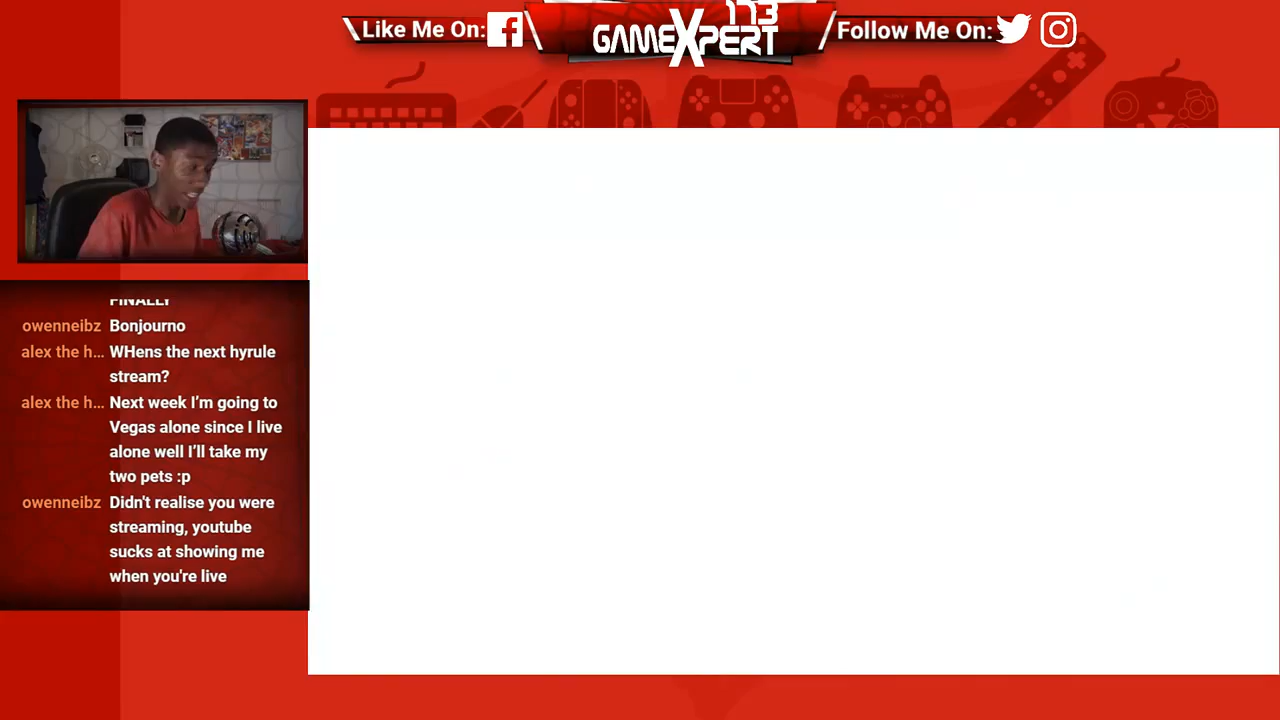 Like Me On:
173
GAMEXPERT
Follow Me On:
FINALLY
owenneibz Bonjourno
alex the h... WHens the next hyrule
stream?
alex the h... Next week I'm going to
Vegas alone since I live
alone well I'll take my
two pets :p
owenneibz Didn't realise you were
streaming, youtube
sucks at showing me
when you're live